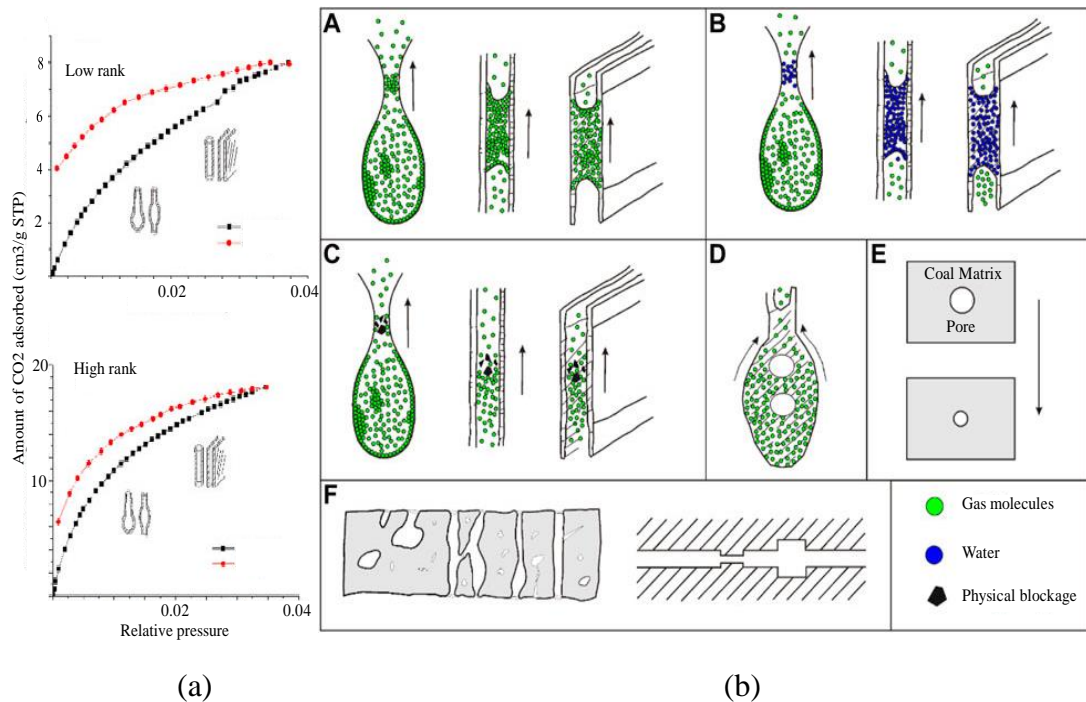 Amount of CO2 adsorbed (cm3/g STP)
8
6
4
2
Low rank
0.02
0.04
20
10
High rank
0.02
0.04
Relative pressure
(a)
A
B
C
D
E
Coal Matrix
Pore
F
Gas molecules
Water
Physical blockage
(b)